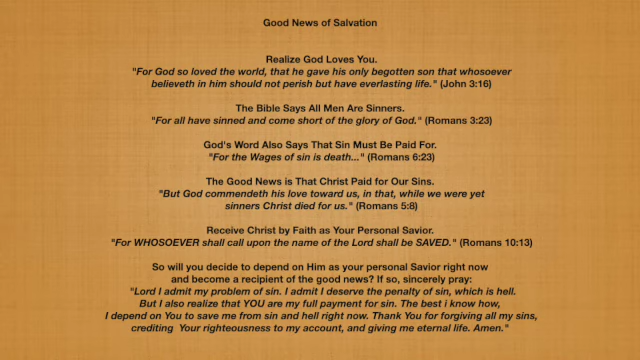 Good News of Salvation
Realize God Loves You.
"For God so loved the world, that he gave his only begotten son that whosoever
believeth in him should not perish but have everlasting life." (John 3:16)
The Bible Says All Men Are Sinners.
"For all have sinned and come short of the glory of God." (Romans 3:23)
God's Word Also Says That Sin Must Be Paid For.
"For the Wages of sin is death..." (Romans 6:23)
The Good News is That Christ Paid for Our Sins.
"But God commendeth his love toward us, in that, while we were yet
sinners Christ died for us." (Romans 5:8)
Receive Christ by Faith as Your Personal Savior.
"For WHOSOEVER shall call upon the name of the Lord shall be SAVED." (Romans 10:13)
So will you decide to depend on Him as your personal Savior right now
and become a recipient of the good news? If so, sincerely pray:
"Lord I admit my problem of sin. I admit I deserve the penalty of sin, which is hell.
But I also realize that YOU are my full payment for sin. The best i know how,
I depend on You to save me from sin and hell right now. Thank You for forgiving all my sins,
crediting Your righteousness to my account, and giving me eternal life. Amen."